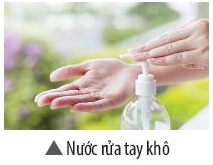 ▲ Nước rửa tay khô